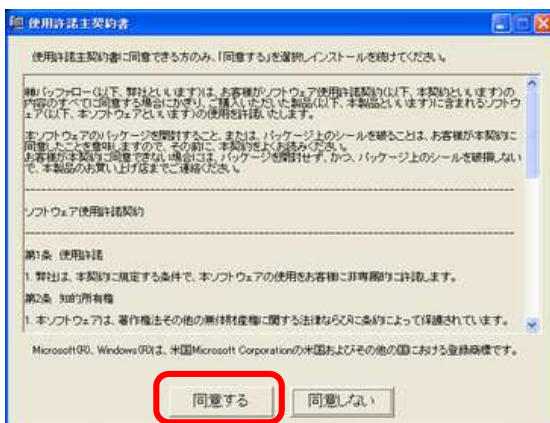 使用許諾主契約書
使用許諾主契約書に同意できる方のみ、「同意する」を選択しインストールを続けてください。
㈱バッファロー(以下、弊社といいます)は、お客様がソフトウェア使用許諾契約(以下、本契約といいます)の
内容のすべてに同意する場合にかぎり、ご購入いただいた製品(以下、本製品といいます)に含まれるソフトウ
ェア(以下、本ソフトウェアといいます)の使用を許諾いたします。
本ソフトウェアのパッケージを開封すること、または、パッケージ上のシールを破ることは、お客様が本契約に
同意したことを意味しますので、その前に、本契約をよくお読みください。
お客様が本契約に同意できない場合には、パッケージを開封せず、かつ、パッケージ上のシールを破損しない
で、本製品のお買い上げ店までご連絡ください。
ソフトウェア使用許諾契約
第1条 使用許諾
1. 弊社は、本契約に規定する条件で、本ソフトウェアの使用をお客様に非専属的に許諾します。
第2条 知的所有権
1. 本ソフトウェアは、著作権法その他の無体財産権に関する法律ならびに条約によって保護されています。
Microsoft(R)、Windows(R)は、米国Microsoft Corporationの米国およびその他の国における登録商標です。
同意する
同意しない